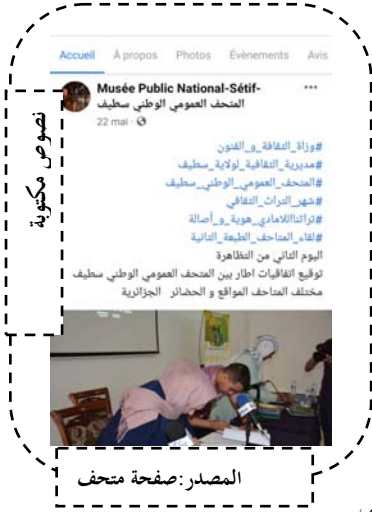 Accueil À propos Photos Évènements Avis
Musée Public National-Sétif-
المتحف العمومي الوطني سطيف
22 mai
نصوص مكتوبة
#وزاة_الثقافة_و_الفنون
#مديرية_الثقافية_لولاية_سطيف
#المتحف_العمومي_الوطني_سطيف
#شهر_التراث_الثقافي
#تراثنااللامادي_هوية_و_أصالة
#لقاء_المتاحف_الطبعة_الثانية
اليوم الثاني من التظاهرة
توقيع اتفاقيات اطار بين المتحف العمومي الوطني سطيف
مختلف المتاحف المواقع و الحضائر الجزائرية
المصدر:صفحة متحف